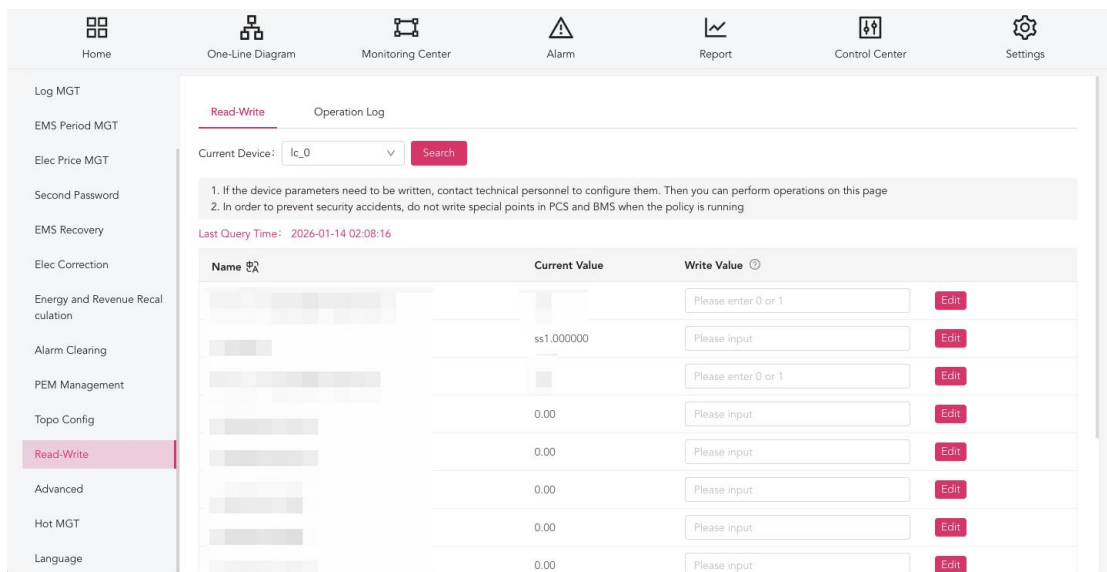 Home
One-Line Diagram
Monitoring Center
Alarm
Report
Control Center
Settings
Log MGT
EMS Period MGT
Elec Price MGT
Second Password
EMS Recovery
Elec Correction
Energy and Revenue Recal
culation
Alarm Clearing
PEM Management
Topo Config
Read-Write
Advanced
Hot MGT
Language
Read-Write Operation Log
Current Device: lc_0 Search
1. If the device parameters need to be written, contact technical personnel to configure them. Then you can perform operations on this page
2. In order to prevent security accidents, do not write special points in PCS and BMS when the policy is running
Last Query Time: 2026-01-14 02:08:16
Name Current Value Write Value
Please enter 0 or 1 Edit
ss1.000000 Please input Edit
Please enter 0 or 1 Edit
0.00 Please input Edit
0.00 Please input Edit
0.00 Please input Edit
0.00 Please input Edit
0.00 Please input Edit